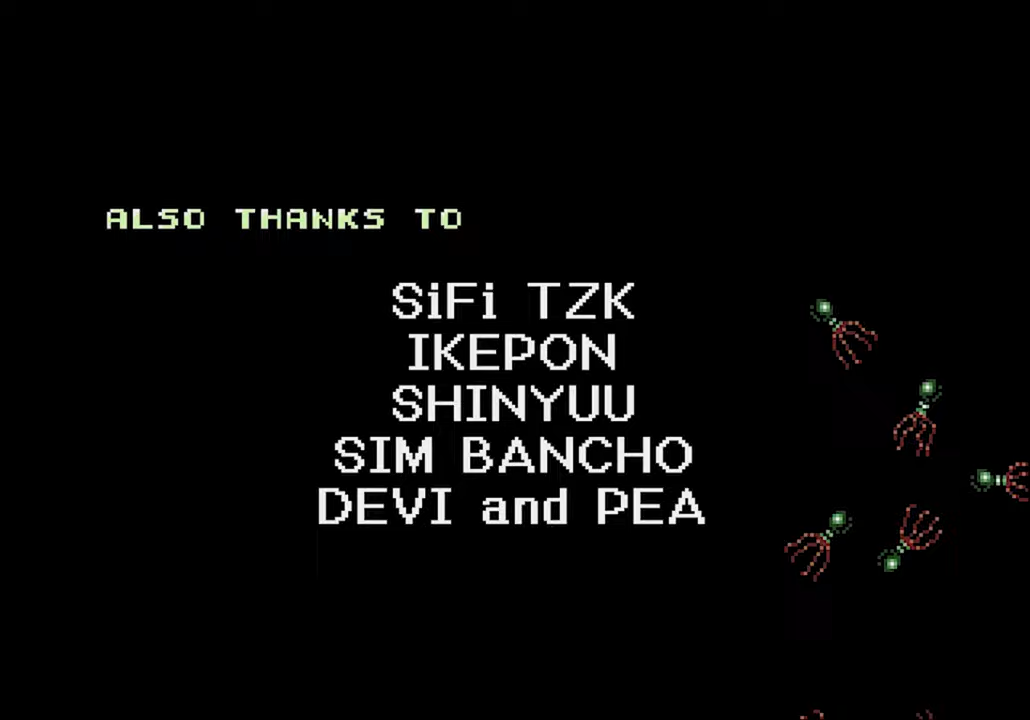 ALSO THANKS TO
SiFi TZK
IKEPON
SHINYUU
SIM BANCHO
DEVI and PEA